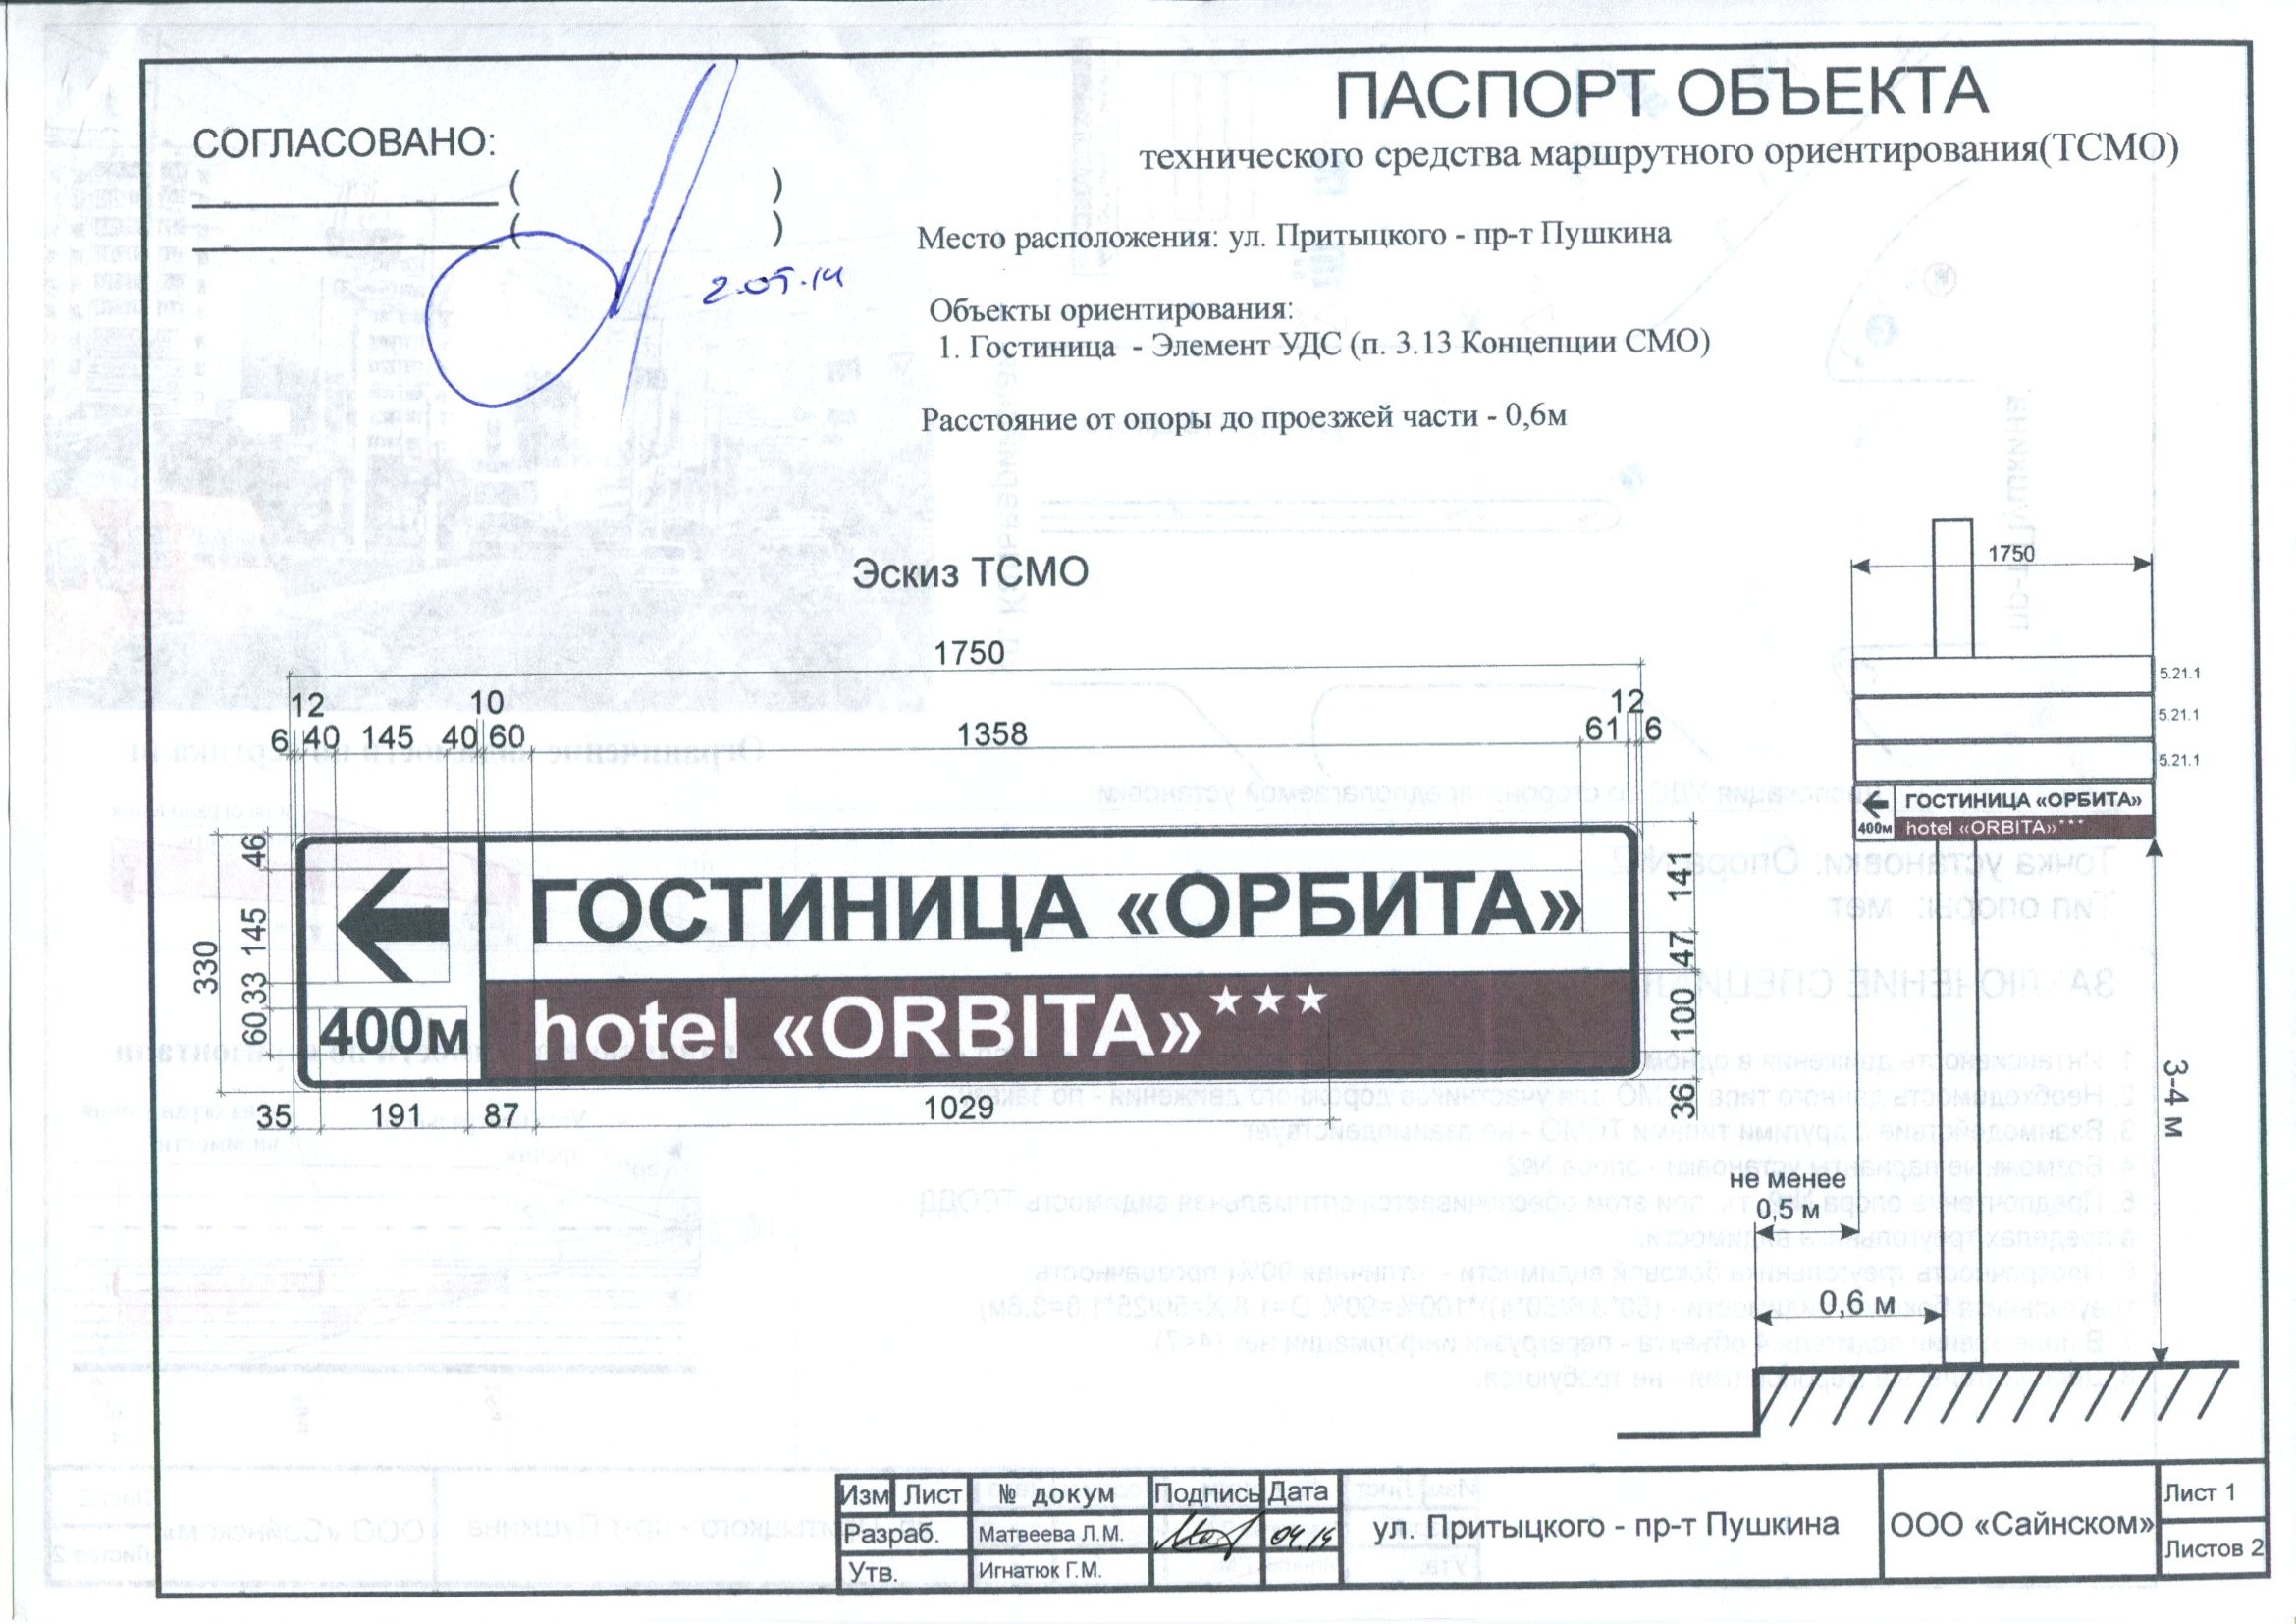 СОГЛАСОВАНО:
( )
( )
2.05.14
ПАСПОРТ ОБЪЕКТА
технического средства маршрутного ориентирования(ТСМО)
Место расположения: ул. Притыцкого - пр-т Пушкина
Объекты ориентирования:
1. Гостиница - Элемент УДС (п. 3.13 Концепции СМО)
Расстояние от опоры до проезжей части - 0,6м
Эскиз ТСМО
1750
12 10 12
6 40 145 40 60 1358 61 6
46
145
33
60
330
ГОСТИНИЦА «ОРБИТА»
400м
hotel «ORBITA»***
141
47
100
36
35 191 87 1029
1750
5.21.1
5.21.1
5.21.1
ГОСТИНИЦА «ОРБИТА»
400м hotel «ORBITA»***
3-4 м
не менее
0,5 м
0,6 м
Изм Лист № докум Подпись Дата
Разраб. Матвеева Л.М. 04.14
Утв. Игнатюк Г.М.
ул. Притыцкого - пр-т Пушкина
ООО «Сайнском»
Лист 1
Листов 2